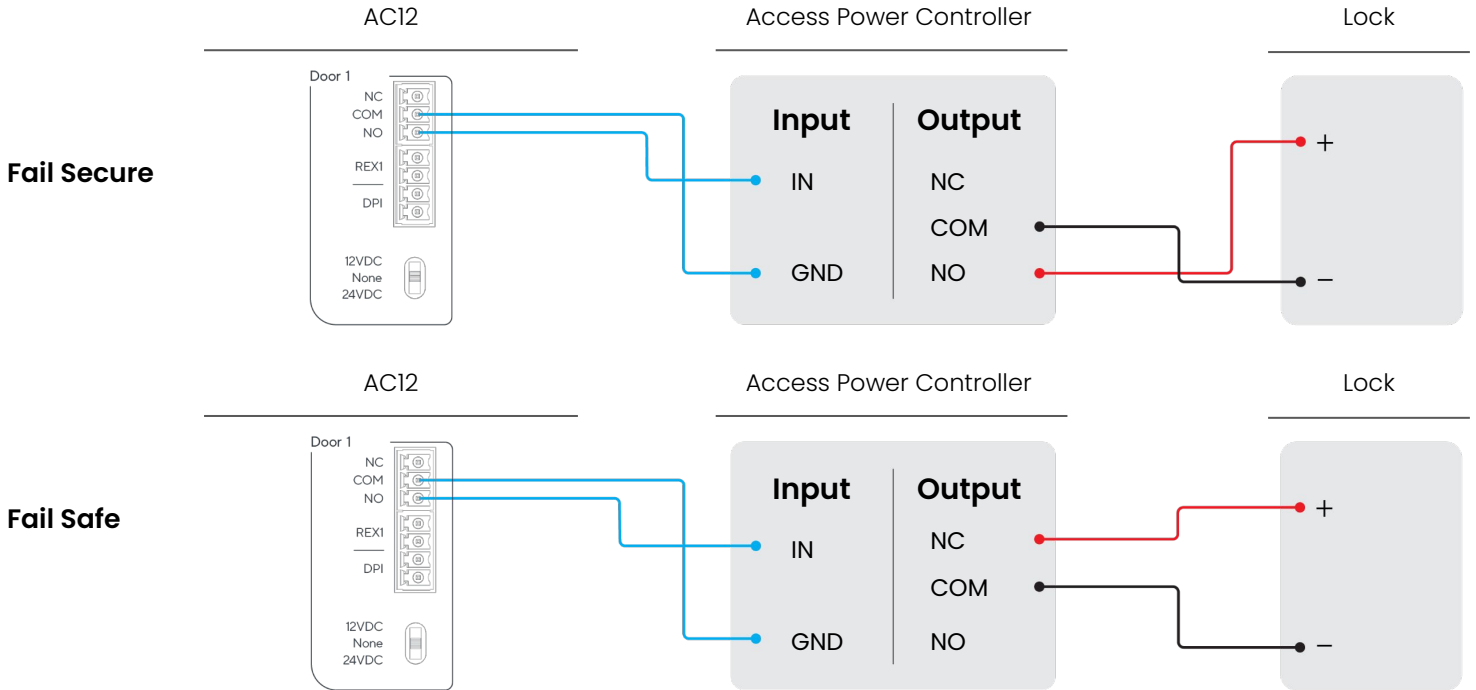 AC12
Access Power Controller
Lock
Fail Secure
Door 1
NC
COM
NO
REX1
DPI
12VDC
None
24VDC
Input
Output
IN
NC
COM
GND
NO
+
−
AC12
Access Power Controller
Lock
Fail Safe
Door 1
NC
COM
NO
REX1
DPI
12VDC
None
24VDC
Input
Output
IN
NC
COM
GND
NO
+
−